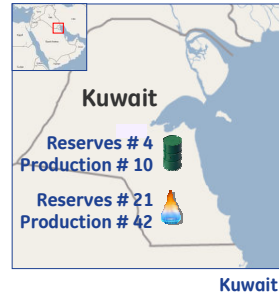 Kuwait
Reserves # 4
Production # 10
Reserves # 21
Production # 42
Kuwait